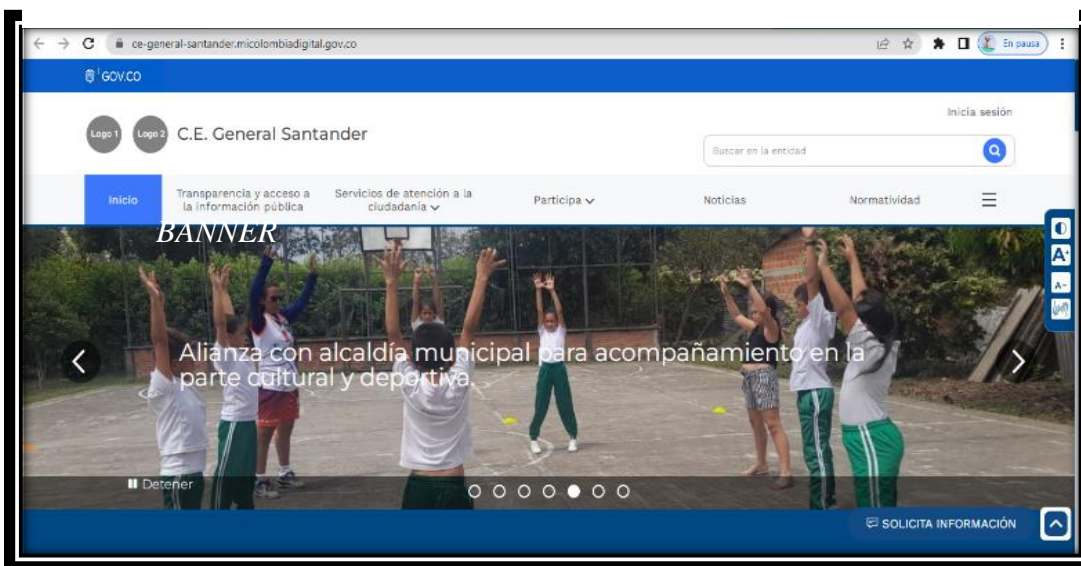 ce-general-santander.micolombiadigital.gov.co
En pausa
GOV.CO
Inicia sesión
Logo 1 Logo 2 C.E. General Santander
Buscar en la entidad
Inicio
Transparencia y acceso a
la información pública
Servicios de atención a la
ciudadanía
Participa
Noticias
Normatividad
BANNER
A+
A-
Alianza con alcaldía municipal para acompañamiento en la
parte cultural y deportiva.
Detener
SOLICITA INFORMACIÓN